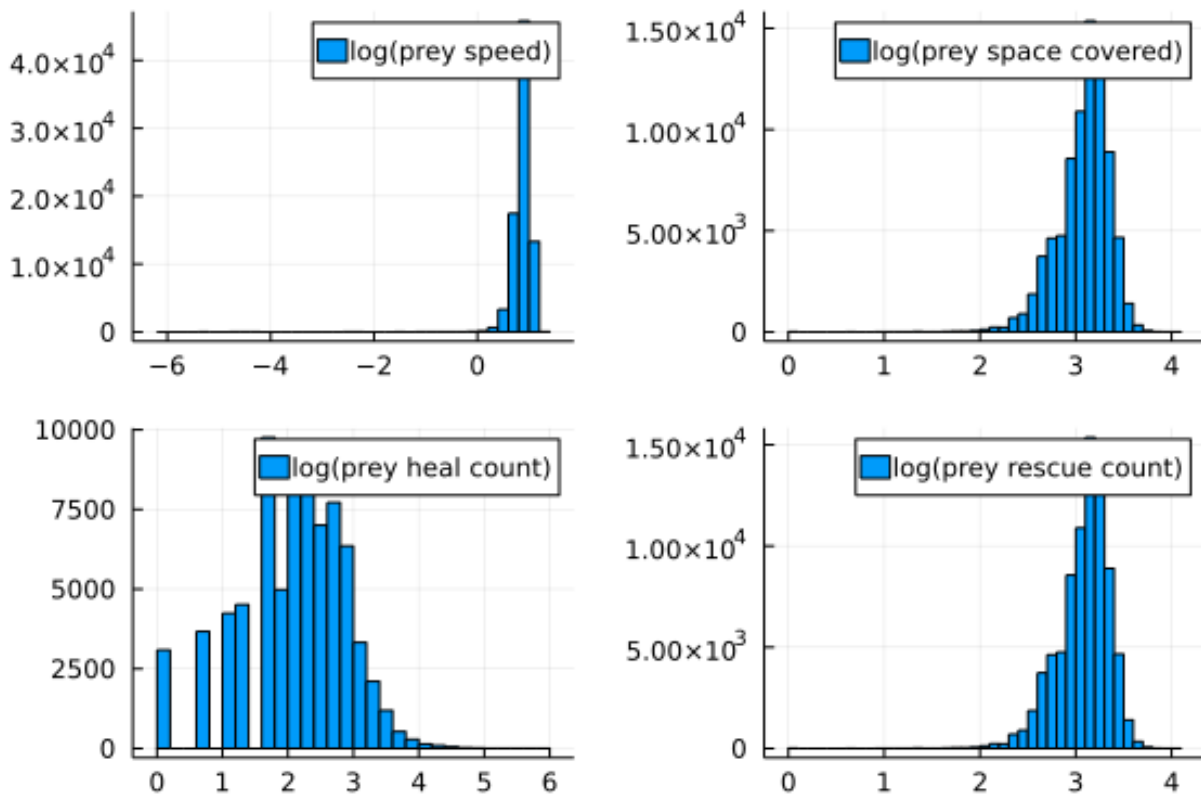 log(prey speed)
4.0×10⁴
3.0×10⁴
2.0×10⁴
1.0×10⁴
0
−6 −4 −2 0
log(prey space covered)
1.50×10⁴
1.00×10⁴
5.00×10³
0
0 1 2 3 4
log(prey heal count)
10000
7500
5000
2500
0
0 1 2 3 4 5 6
log(prey rescue count)
1.50×10⁴
1.00×10⁴
5.00×10³
0
0 1 2 3 4